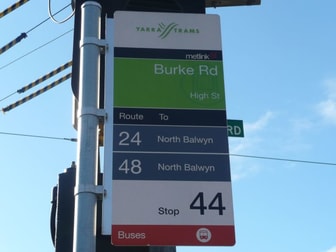 YARRA TRAMS
metlink
Burke Rd
High St
Route To
24 North Balwyn
48 North Balwyn
Stop 44
Buses
RD